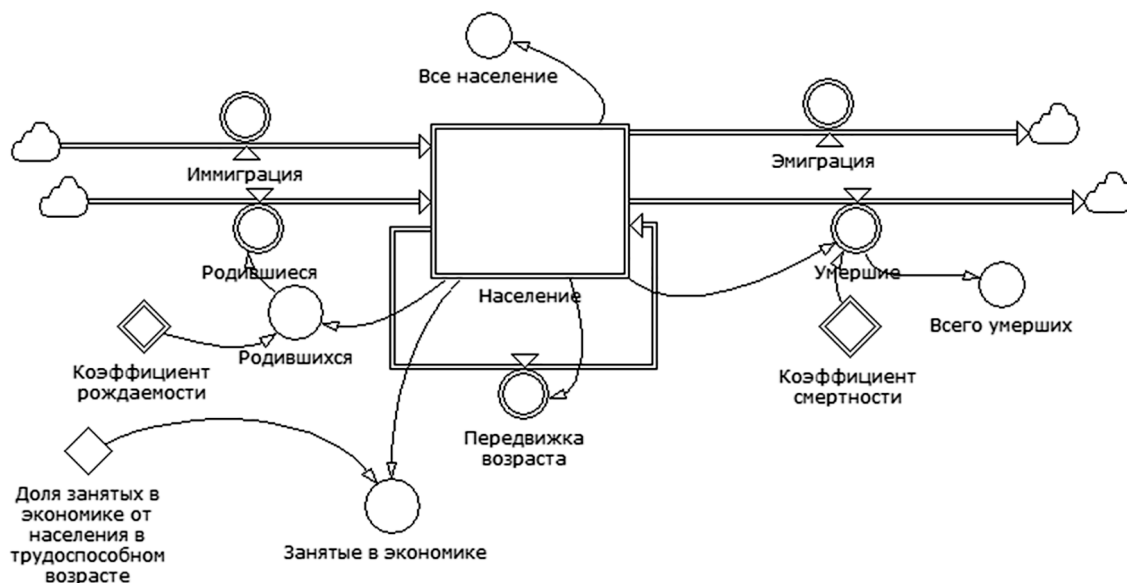 Все население
Иммиграция
Эмиграция
Родившиеся
Население
Умершие
Родившихся
Всего умерших
Коэффициент
рождаемости
Коэффициент
смертности
Передвижка
возраста
Доля занятых в
экономике от
населения в
трудоспособном
возрасте
Занятые в экономике